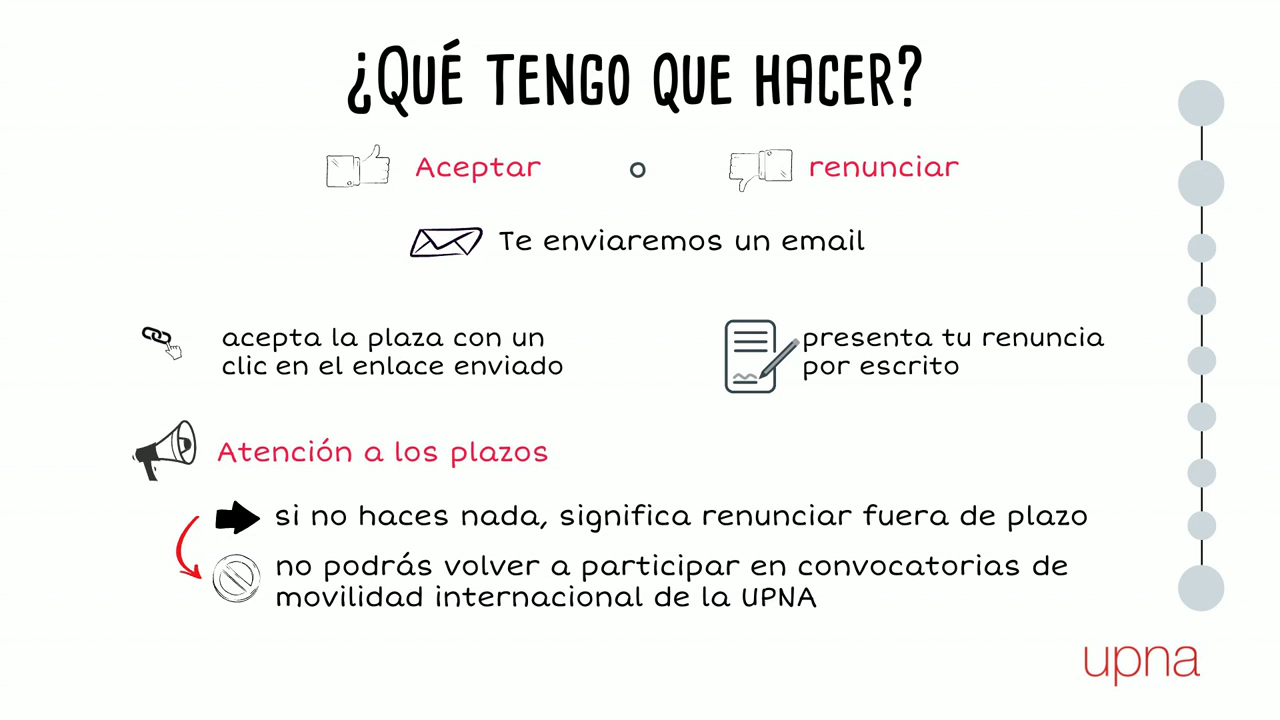 ¿QUÉ TENGO QUE HACER?
Aceptar o renunciar
Te enviaremos un email
acepta la plaza con un
clic en el enlace enviado
presenta tu renuncia
por escrito
Atención a los plazos
si no haces nada, significa renunciar fuera de plazo
no podrás volver a participar en convocatorias de
movilidad internacional de la UPNA
upna